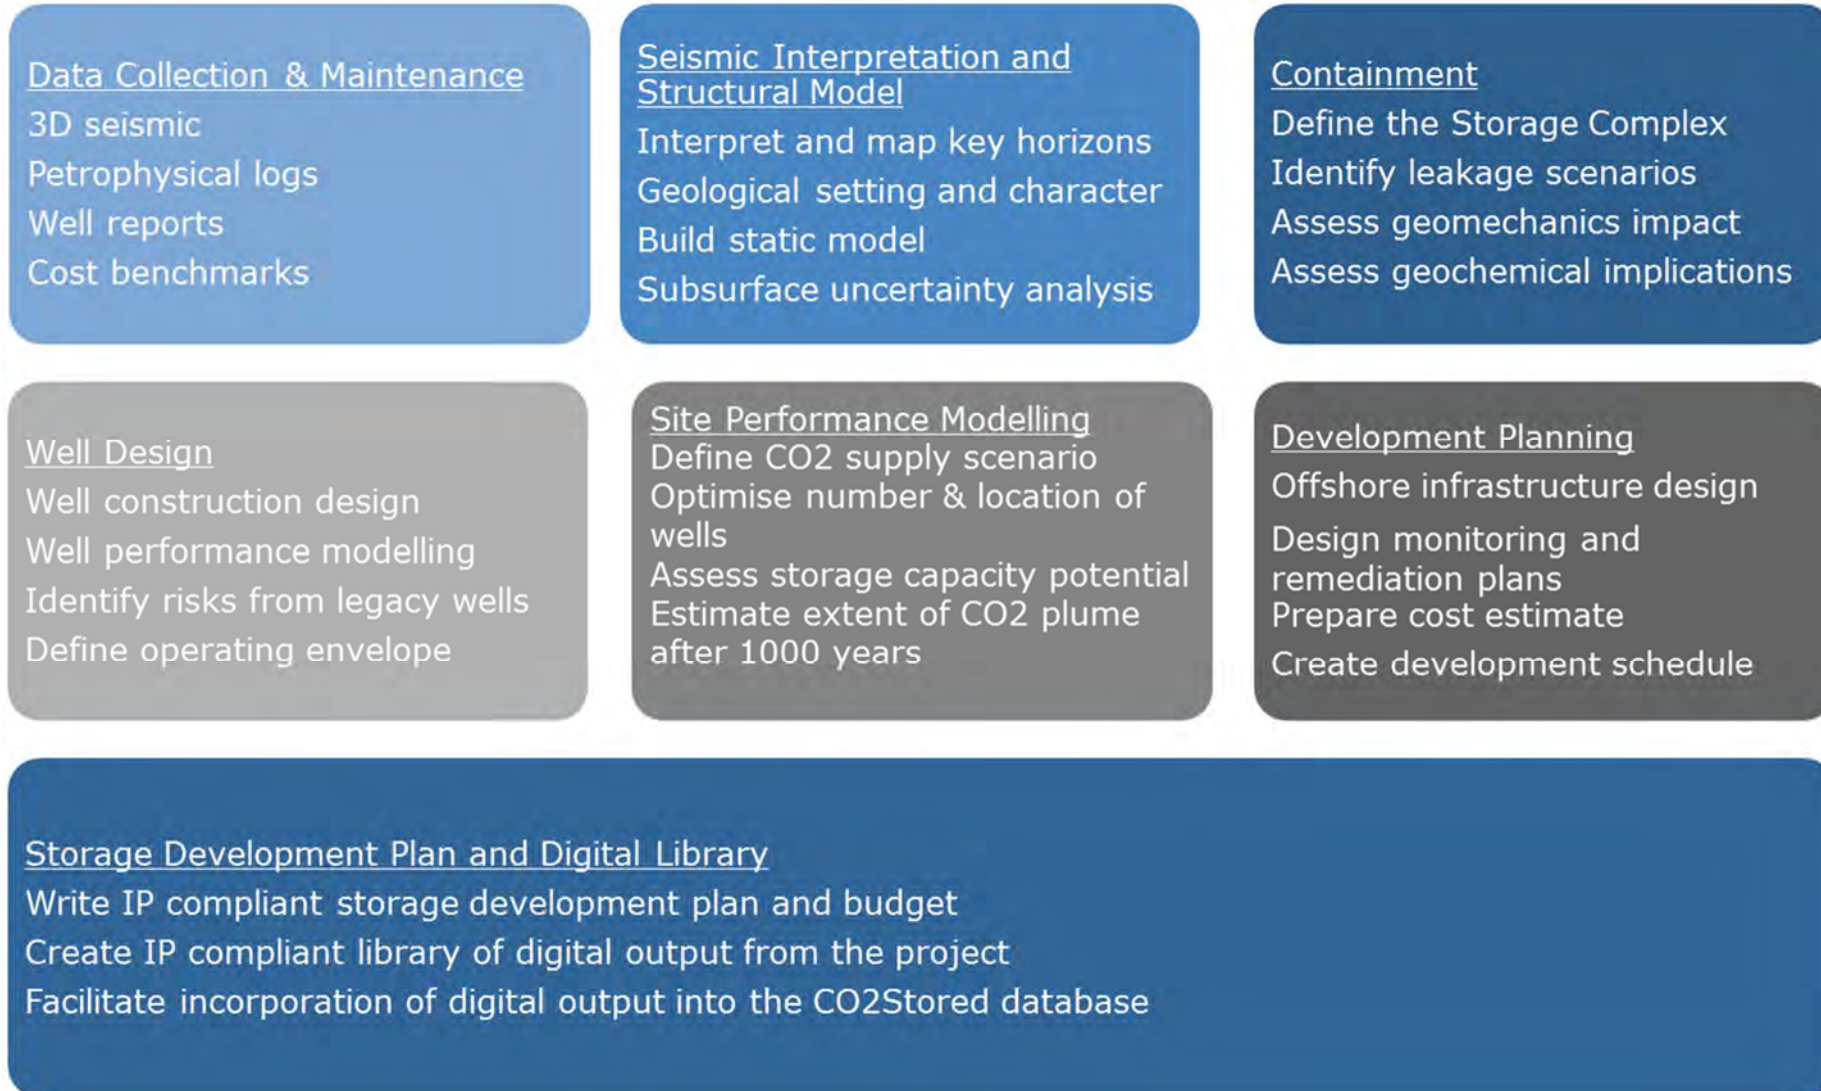 Data Collection & Maintenance
3D seismic
Petrophysical logs
Well reports
Cost benchmarks
Seismic Interpretation and
Structural Model
Interpret and map key horizons
Geological setting and character
Build static model
Subsurface uncertainty analysis
Containment
Define the Storage Complex
Identify leakage scenarios
Assess geomechanics impact
Assess geochemical implications
Well Design
Well construction design
Well performance modelling
Identify risks from legacy wells
Define operating envelope
Site Performance Modelling
Define CO2 supply scenario
Optimise number & location of
wells
Assess storage capacity potential
Estimate extent of CO2 plume
after 1000 years
Development Planning
Offshore infrastructure design
Design monitoring and
remediation plans
Prepare cost estimate
Create development schedule
Storage Development Plan and Digital Library
Write IP compliant storage development plan and budget
Create IP compliant library of digital output from the project
Facilitate incorporation of digital output into the CO2Stored database